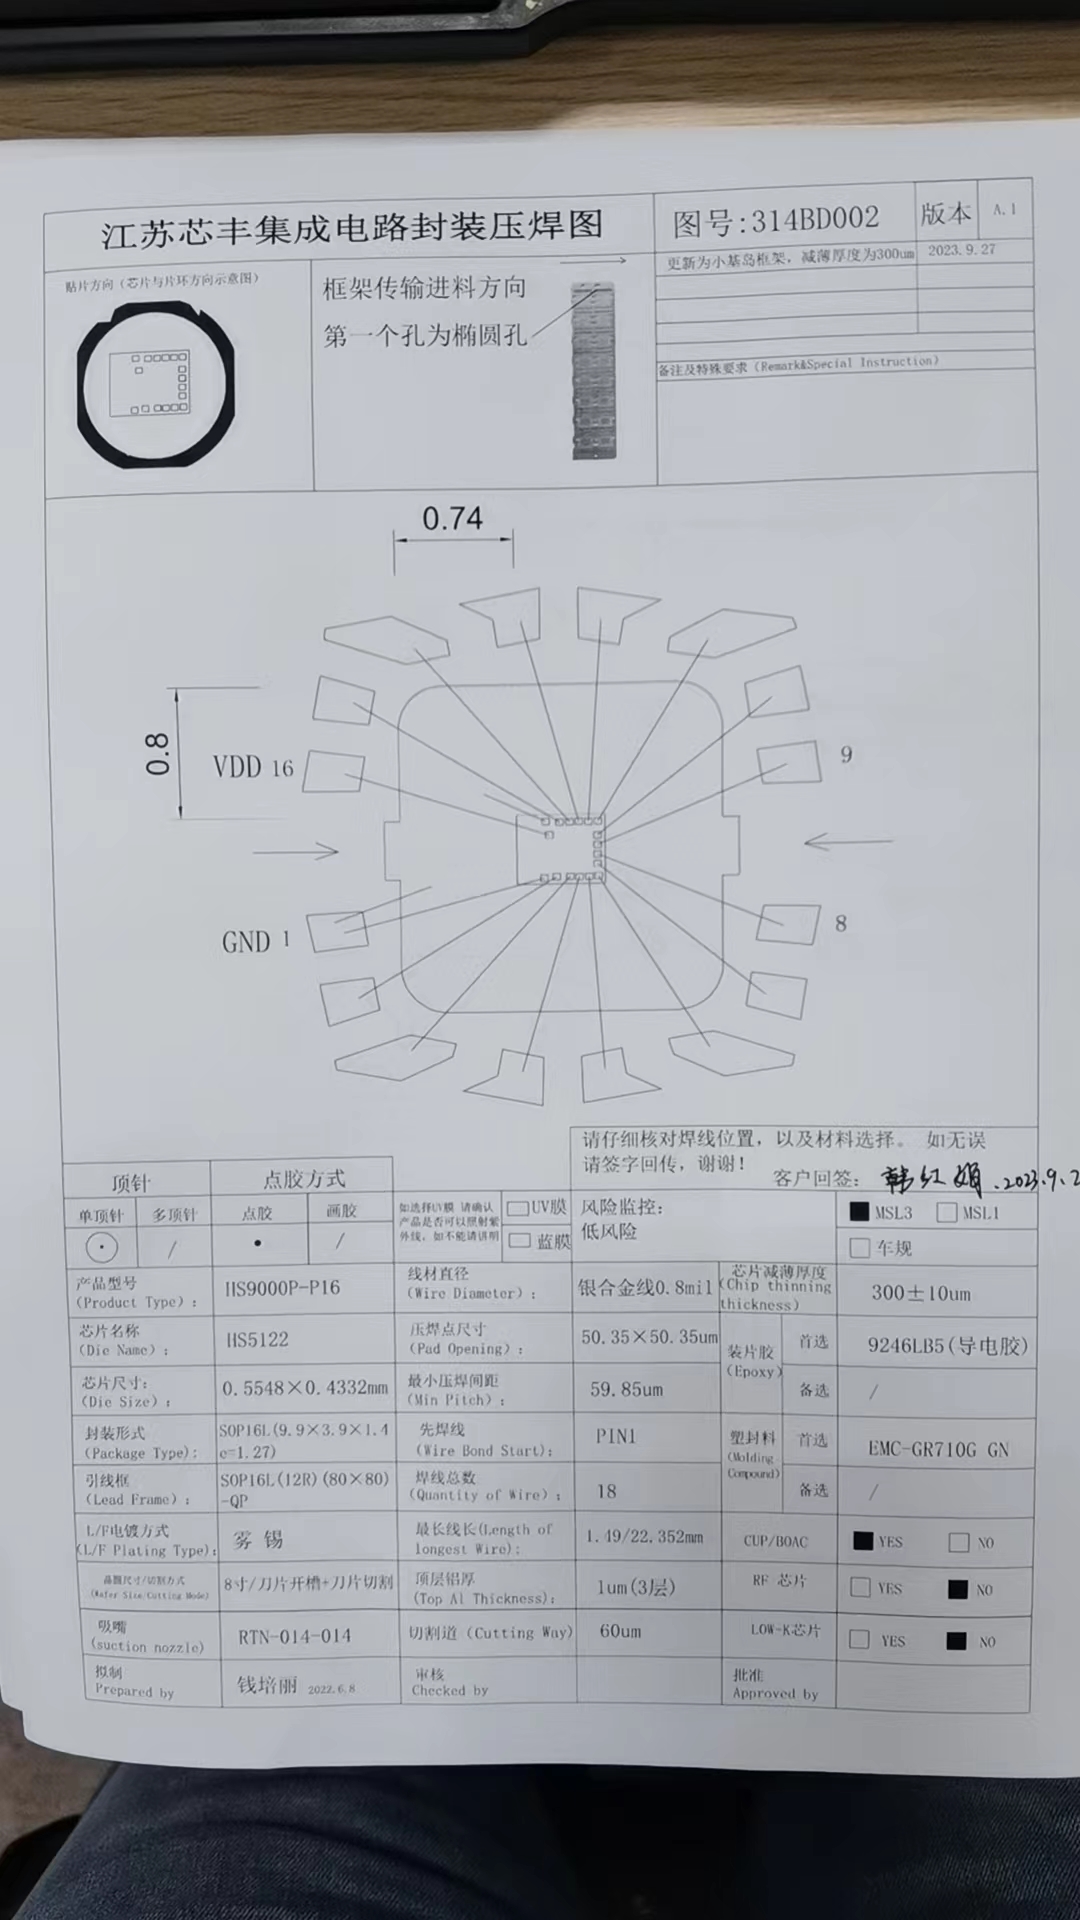 江苏芯丰集成电路封装压焊图
图号:314BD002
版本
A.1
更新为小基岛框架，减薄厚度为300um
2023.9.27
贴片方向（芯片与片环方向示意图）
框架传输进料方向
第一个孔为椭圆孔
备注及特殊要求（Remark&Special Instruction）
0.74
0.8
VDD 16
9
GND 1
8
请仔细核对焊线位置，以及材料选择。 如无误
请签字回传，谢谢！
客户回签：韩红娟.2023.9.2
顶针
点胶方式
单顶针
多顶针
点胶
画胶
/
/
如选择UV膜 请确认
产品是否可以照射紫
外线，如不能请讲明
UV膜
蓝膜
风险监控：
低风险
MSL3
MSL1
车规
产品型号
(Product Type)：
HS9000P-P16
线材直径
(Wire Diameter)：
银合金线0.8mil
芯片减薄厚度
(Chip thinning
thickness)
300±10um
芯片名称
(Die Name)：
HS5122
压焊点尺寸
(Pad Opening)：
50.35×50.35um
装片胶
(Epoxy)
首选
9246LB5(导电胶)
芯片尺寸:
(Die Size)：
0.5548×0.4332mm
最小压焊间距
(Min Pitch)：
59.85um
备选
/
封装形式
(Package Type):
SOP16L(9.9×3.9×1.4
e=1.27)
先焊线
(Wire Bond Start):
PIN1
塑封料
(Molding
Compound)
首选
EMC-GR710G GN
引线框
(Lead Frame)：
SOP16L(12R)(80×80)
-QP
焊线总数
(Quantity of Wire)：
18
备选
/
L/F电镀方式
(L/F Plating Type):
雾 锡
最长线长(Length of
longest Wire):
1.49/22.352mm
CUP/BOAC
YES
NO
晶圆尺寸/切割方式
(Wafer Size/Cutting Mode)
8寸/刀片开槽+刀片切割
顶层铝厚
(Top Al Thickness):
1um(3层)
RF 芯片
YES
NO
吸嘴
(suction nozzle)
RTN-014-014
切割道（Cutting Way)
60um
LOW-K芯片
YES
NO
拟制
Prepared by
钱培丽 2022.6.8
审核
Checked by
批准
Approved by